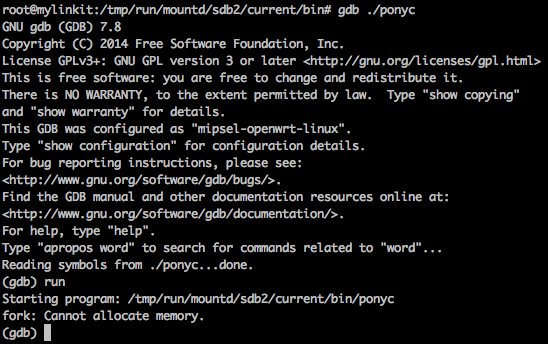 root@mylinkit:/tmp/run/mountd/sdb2/current/bin# gdb ./ponyc
GNU gdb (GDB) 7.8
Copyright (C) 2014 Free Software Foundation, Inc.
License GPLv3+: GNU GPL version 3 or later <http://gnu.org/licenses/gpl.html>
This is free software: you are free to change and redistribute it.
There is NO WARRANTY, to the extent permitted by law.  Type "show copying"
and "show warranty" for details.
This GDB was configured as "mipsel-openwrt-linux".
Type "show configuration" for configuration details.
For bug reporting instructions, please see:
<http://www.gnu.org/software/gdb/bugs/>.
Find the GDB manual and other documentation resources online at:
<http://www.gnu.org/software/gdb/documentation/>.
For help, type "help".
Type "apropos word" to search for commands related to "word"...
Reading symbols from ./ponyc...done.
(gdb) run
Starting program: /tmp/run/mountd/sdb2/current/bin/ponyc
fork: Cannot allocate memory.
(gdb)